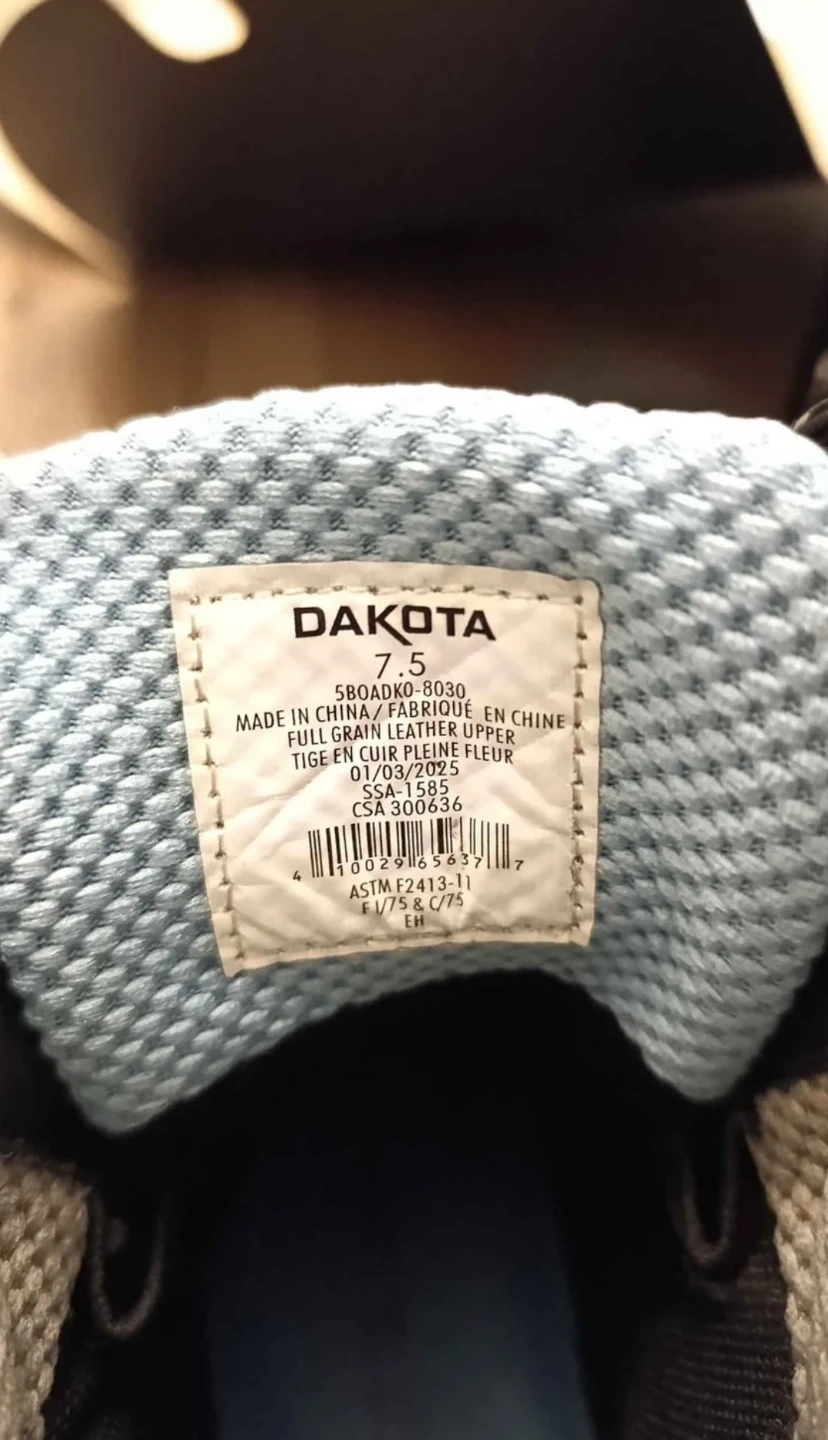 DAKOTA
7.5
5BOADKO-8030
MADE IN CHINA / FABRIQUÉ EN CHINE
FULL GRAIN LEATHER UPPER
TIGE EN CUIR PLEINE FLEUR
01/03/2025
SSA-1585
CSA 300636
4 10029 65637 7
ASTM F2413-11
F I/75 & C/75
EH